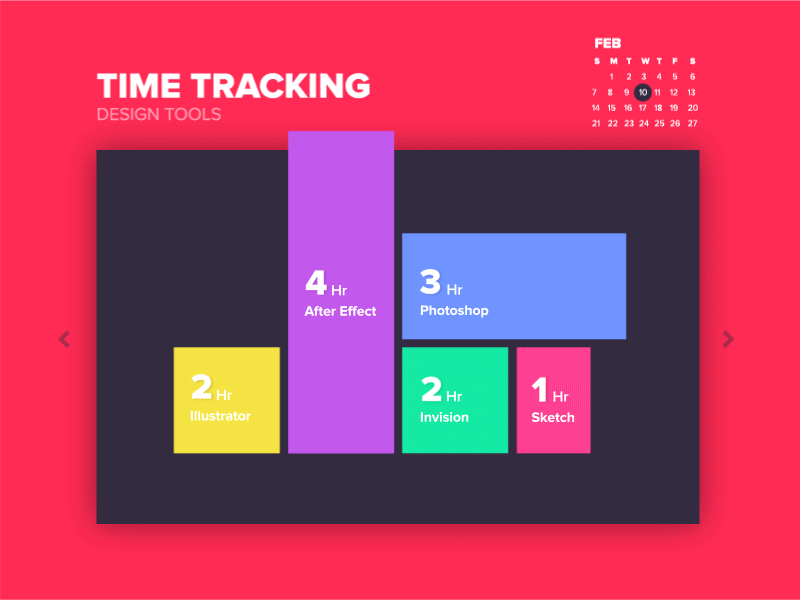 TIME TRACKING
DESIGN TOOLS
FEB
S M T W T F S
1 2 3 4 5 6
7 8 9 10 11 12 13
14 15 16 17 18 19 20
21 22 23 24 25 26 27
4 Hr
After Effect
3 Hr
Photoshop
2 Hr
Illustrator
2 Hr
Invision
1 Hr
Sketch